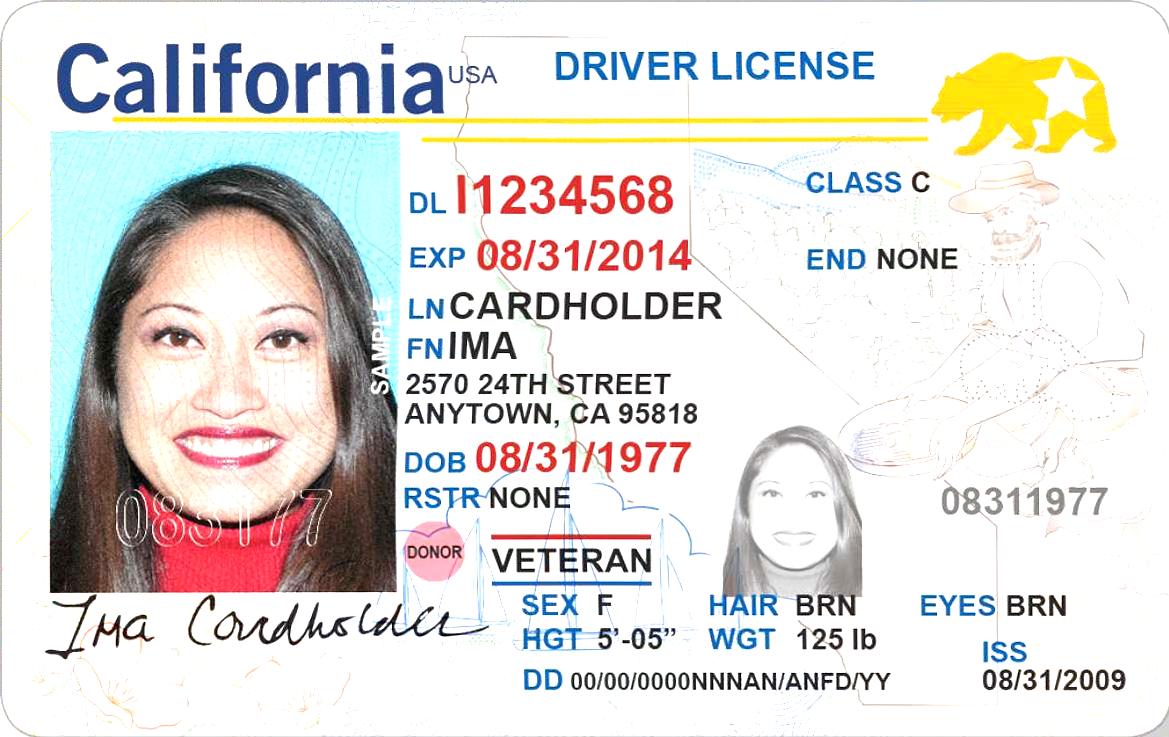 California USA DRIVER LICENSE
DL I1234568 CLASS C
EXP 08/31/2014 END NONE
LN CARDHOLDER
FN IMA
2570 24TH STREET
ANYTOWN, CA 95818
DOB 08/31/1977
RSTR NONE
SAMPLE
083177
08311977
DONOR
VETERAN
Ima Cardholder
SEX F HAIR BRN EYES BRN
HGT 5'-05" WGT 125 lb ISS
DD 00/00/0000NNNAN/ANFD/YY 08/31/2009